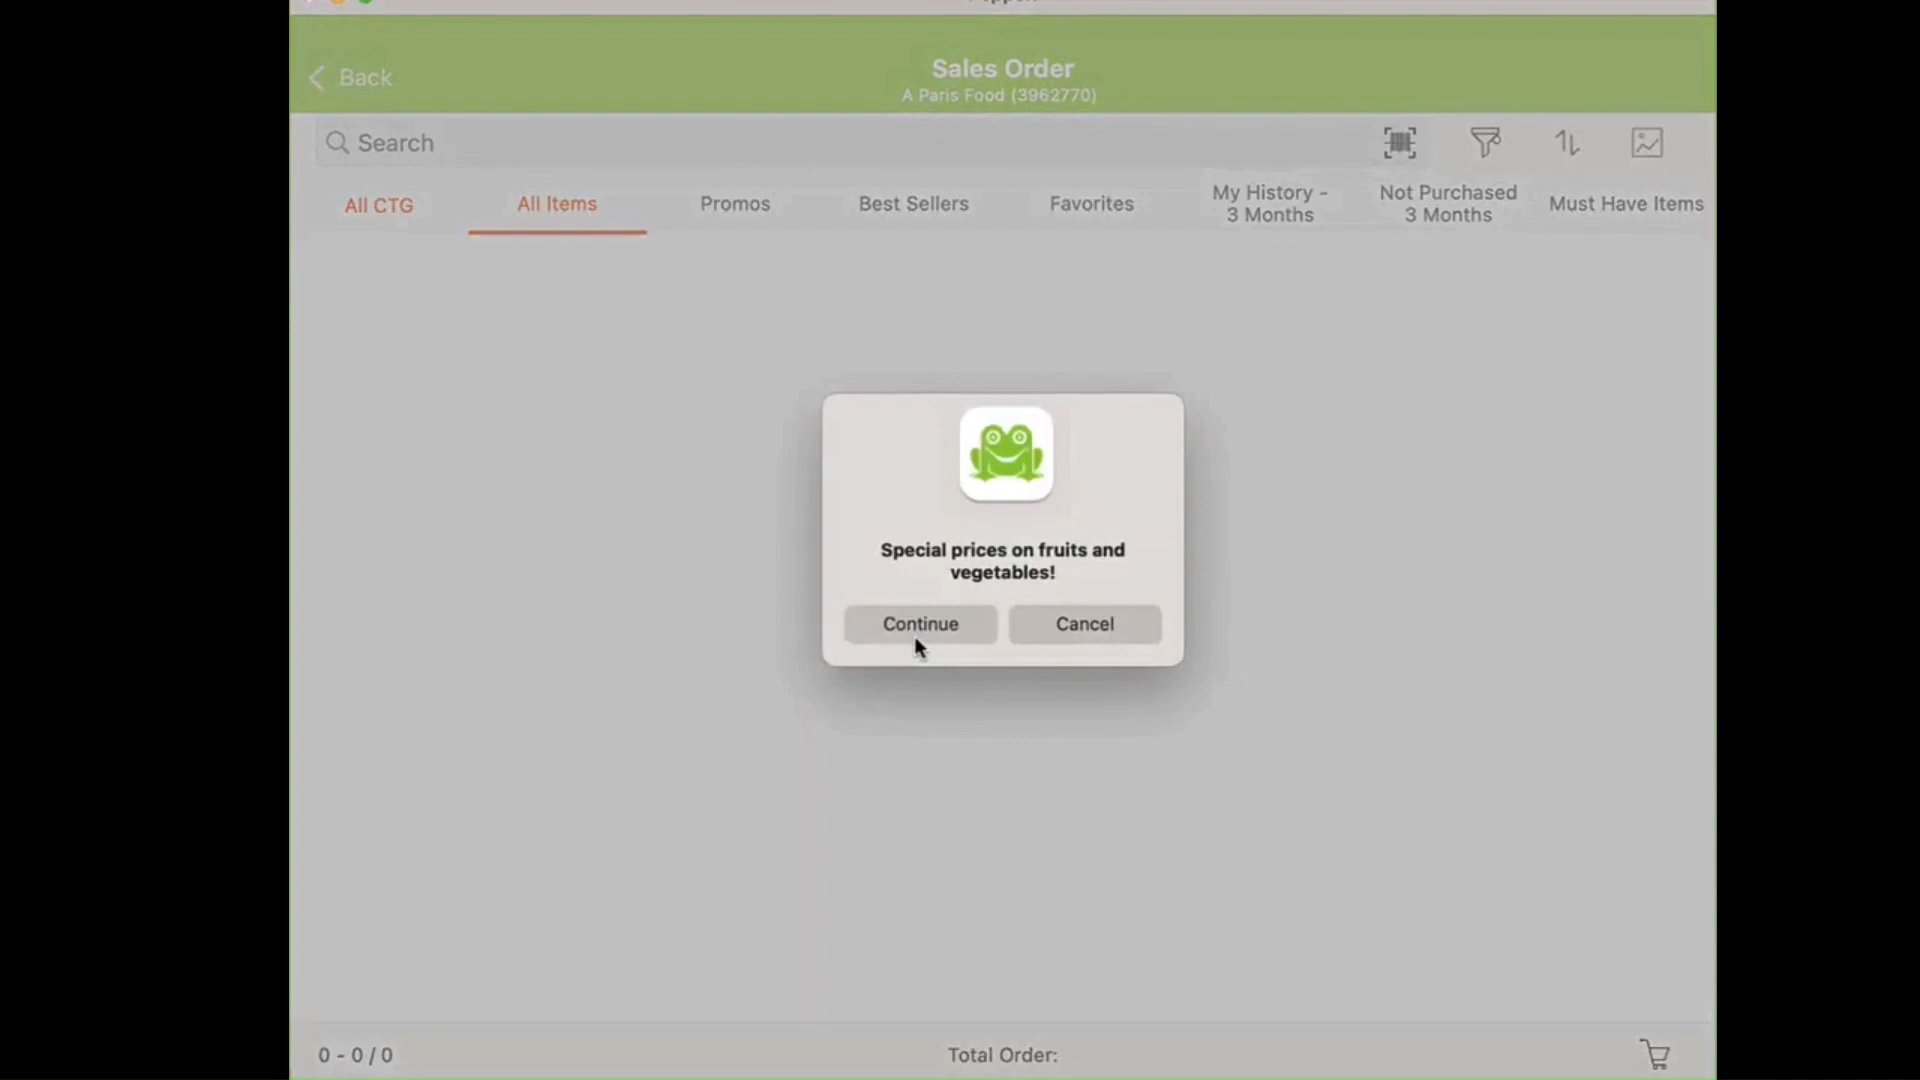 Sales Order
Back
A Paris Food (3962770)
Search
All CTG
All Items
Promos
Best Sellers
Favorites
My History -
3 Months
Not Purchased
3 Months
Must Have Items
Special prices on fruits and
vegetables!
Continue
Cancel
0 - 0 / 0
Total Order: